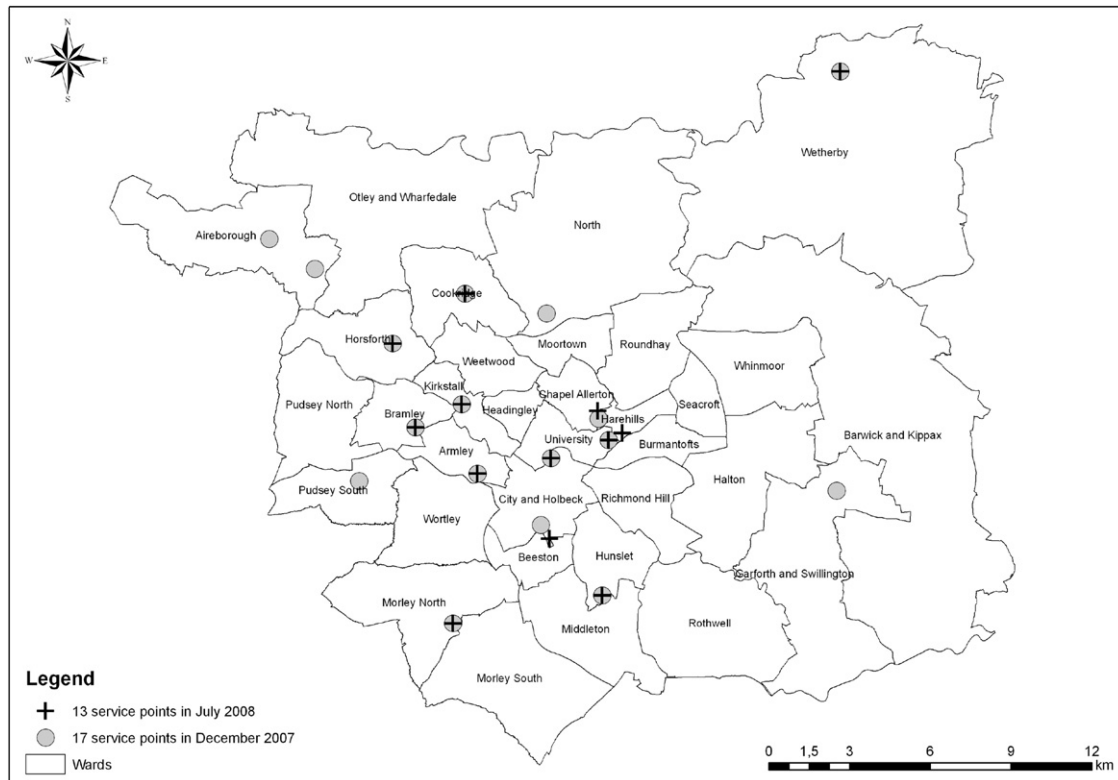 N
W E
S
Wetherby
Otley and Wharfedale
North
Aireborough
Cookridge
Horsforth
Moortown
Roundhay
Weetwood
Whinmoor
Kirkstall
Chapel Allerton
Pudsey North
Headingley
Seacroft
Bramley
Harehills
University
Burmantofts
Barwick and Kippax
Armley
Halton
Pudsey South
City and Holbeck
Richmond Hill
Wortley
Beeston
Hunslet
Garforth and Swillington
Morley North
Middleton
Rothwell
Morley South
Legend
13 service points in July 2008
17 service points in December 2007
Wards
0 1,5 3 6 9 12
km